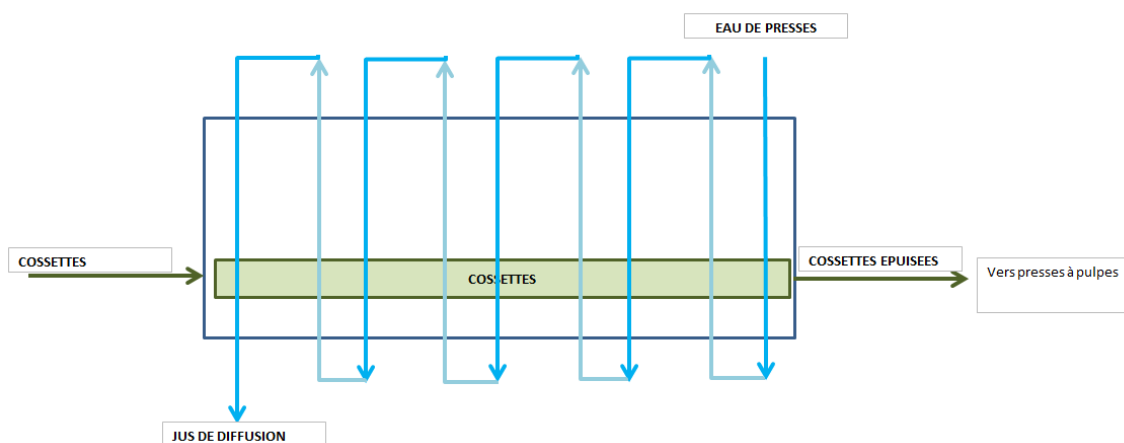 EAU DE PRESSES
COSSETTES
COSSETTES
COSSETTES EPUISEES
Vers presses à pulpes
JUS DE DIFFUSION